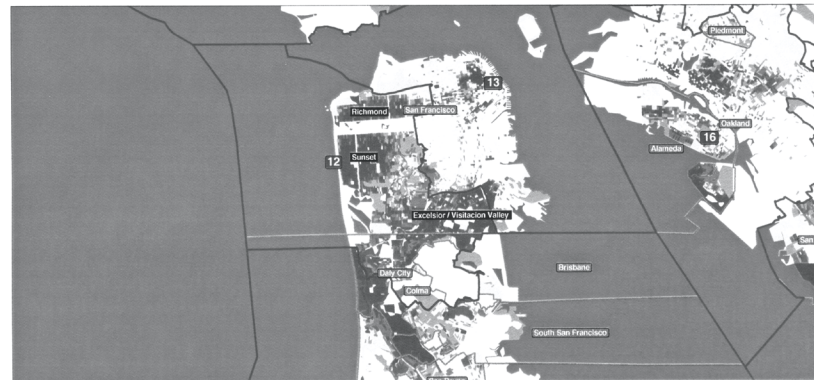 Piedmont
13
Richmond
San Francisco
Oakland
16
Alameda
12
Sunset
Excelsior / Visitacion Valley
San
Brisbane
Daly City
Colma
South San Francisco